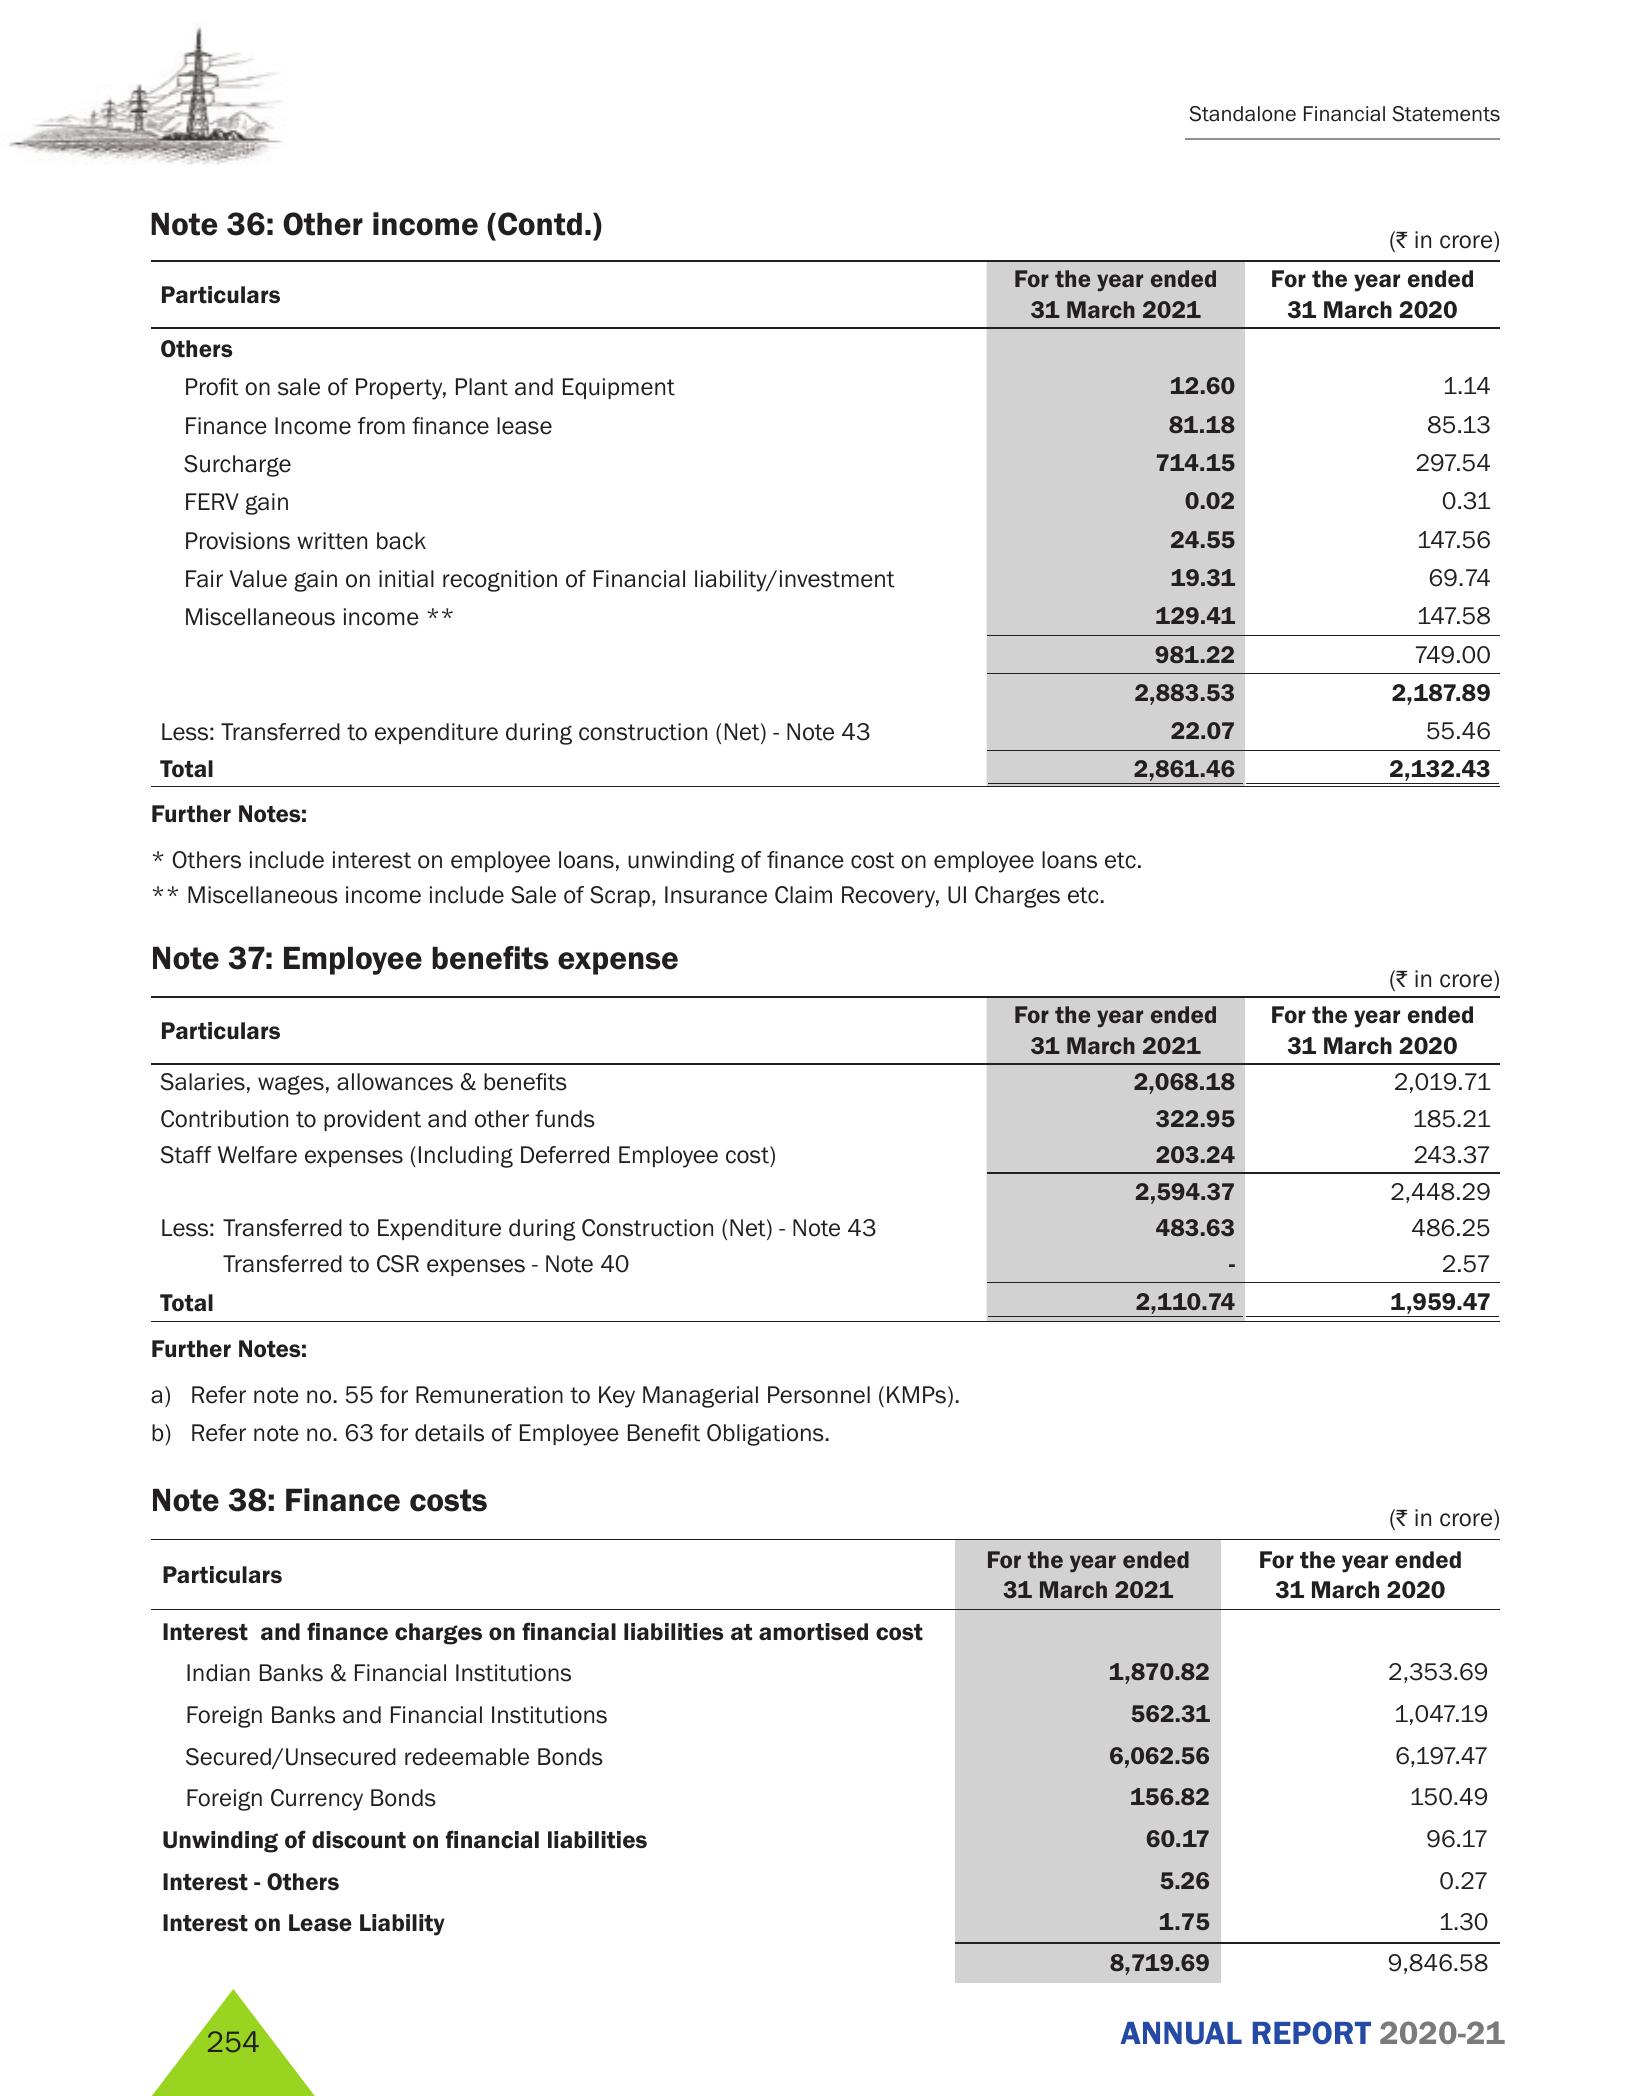 Standalone Financial Statements
Note 36: Other income (Contd.)
(₹ in crore)
Particulars For the year ended 31 March 2021 For the year ended 31 March 2020
Others
Profit on sale of Property, Plant and Equipment 12.60 1.14
Finance Income from finance lease 81.18 85.13
Surcharge 714.15 297.54
FERV gain 0.02 0.31
Provisions written back 24.55 147.56
Fair Value gain on initial recognition of Financial liability/investment 19.31 69.74
Miscellaneous income ** 129.41 147.58
981.22 749.00
2,883.53 2,187.89
Less: Transferred to expenditure during construction (Net) - Note 43 22.07 55.46
Total 2,861.46 2,132.43
Further Notes:
* Others include interest on employee loans, unwinding of finance cost on employee loans etc.
** Miscellaneous income include Sale of Scrap, Insurance Claim Recovery, UI Charges etc.
Note 37: Employee benefits expense
(₹ in crore)
Particulars For the year ended 31 March 2021 For the year ended 31 March 2020
Salaries, wages, allowances & benefits 2,068.18 2,019.71
Contribution to provident and other funds 322.95 185.21
Staff Welfare expenses (Including Deferred Employee cost) 203.24 243.37
2,594.37 2,448.29
Less: Transferred to Expenditure during Construction (Net) - Note 43 483.63 486.25
Transferred to CSR expenses - Note 40 - 2.57
Total 2,110.74 1,959.47
Further Notes:
a) Refer note no. 55 for Remuneration to Key Managerial Personnel (KMPs).
b) Refer note no. 63 for details of Employee Benefit Obligations.
Note 38: Finance costs
(₹ in crore)
Particulars For the year ended 31 March 2021 For the year ended 31 March 2020
Interest and finance charges on financial liabilities at amortised cost
Indian Banks & Financial Institutions 1,870.82 2,353.69
Foreign Banks and Financial Institutions 562.31 1,047.19
Secured/Unsecured redeemable Bonds 6,062.56 6,197.47
Foreign Currency Bonds 156.82 150.49
Unwinding of discount on financial liabilities 60.17 96.17
Interest - Others 5.26 0.27
Interest on Lease Liability 1.75 1.30
8,719.69 9,846.58
254
ANNUAL REPORT 2020-21